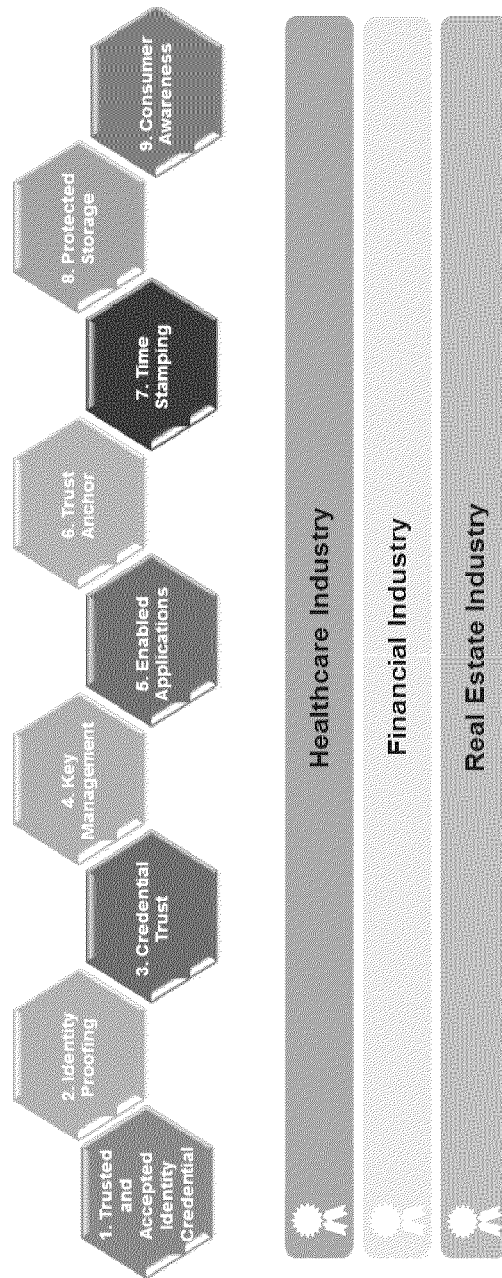 1. Trusted
and
Accepted
Identity
Credential
2. Identity
Proofing
3. Credential
Trust
4. Key
Management
5. Enabled
Applications
6. Trust
Anchor
7. Time
Stamping
8. Protected
Storage
9. Consumer
Awareness
Healthcare Industry
Financial Industry
Real Estate Industry